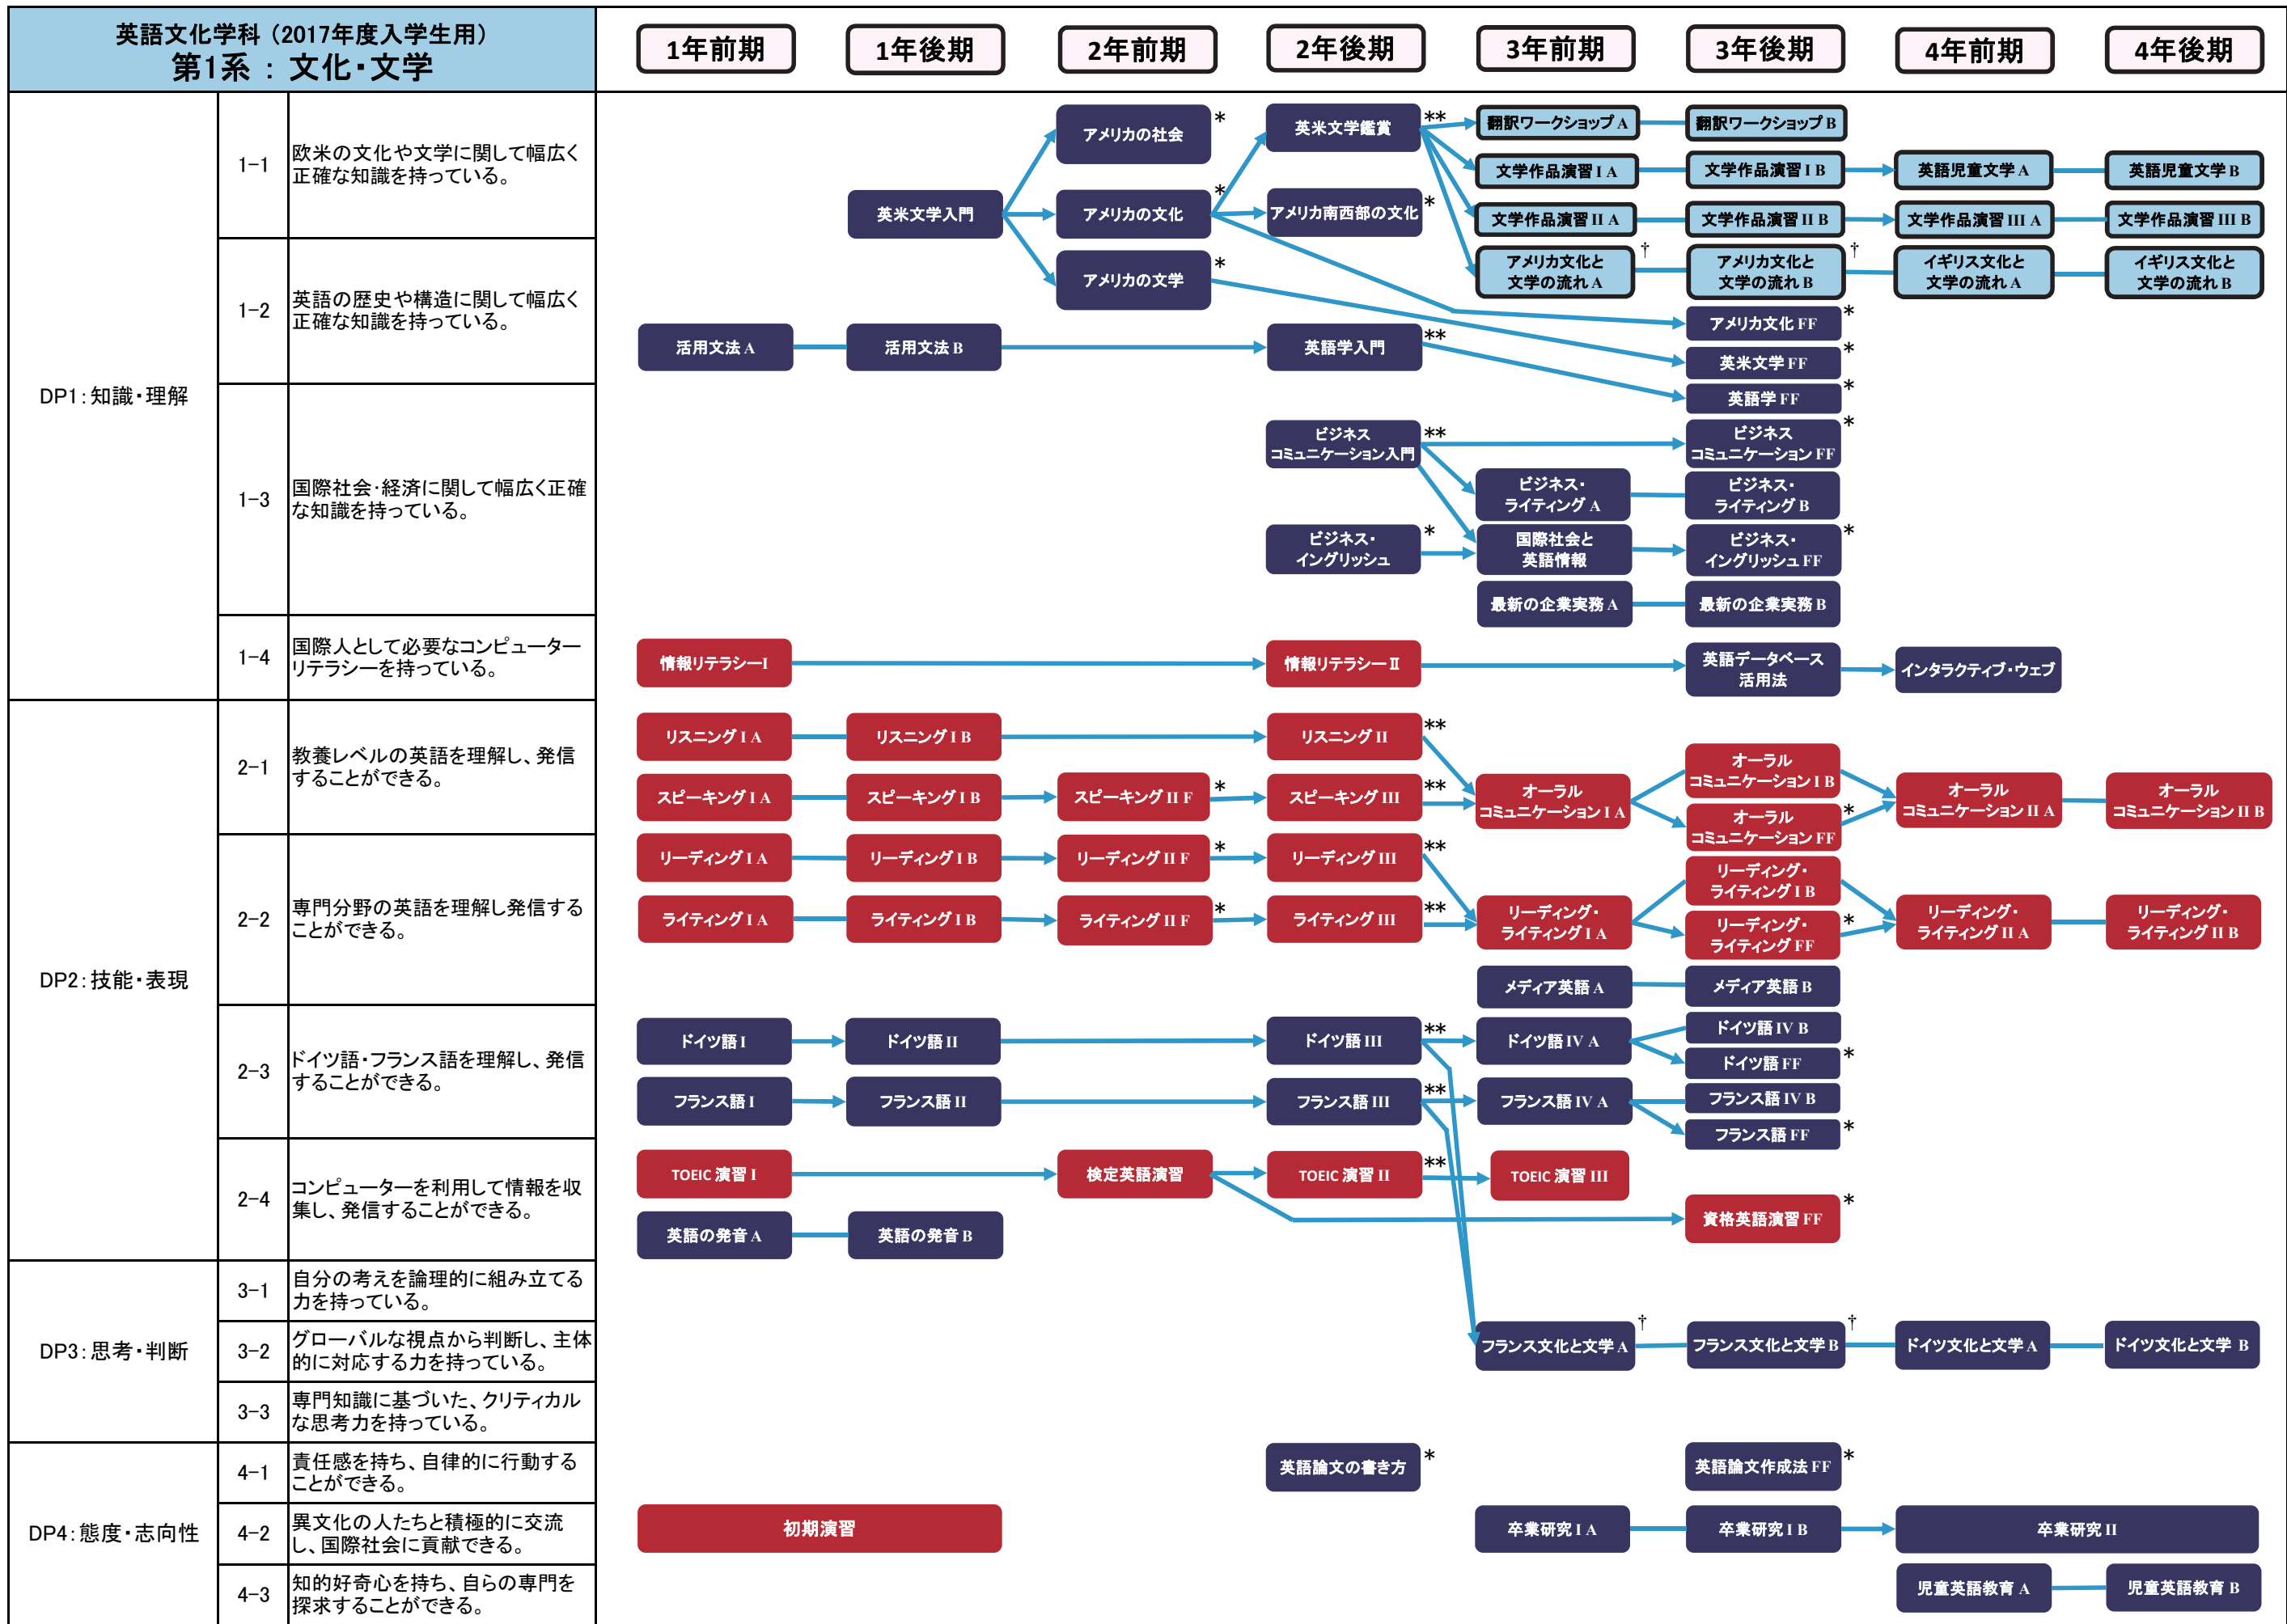 英語文化学科（2017年度入学生用）
第1系 ： 文化・文学
1年前期
1年後期
2年前期
2年後期
3年前期
3年後期
4年前期
4年後期
DP1：知識・理解
1-1
欧米の文化や文学に関して幅広く
正確な知識を持っている。
1-2
英語の歴史や構造に関して幅広く
正確な知識を持っている。
1-3
国際社会・経済に関して幅広く正確
な知識を持っている。
1-4
国際人として必要なコンピューター
リテラシーを持っている。
アメリカの社会
*
英米文学鑑賞
**
翻訳ワークショップ A
翻訳ワークショップ B
文学作品演習 I A
文学作品演習 I B
英語児童文学 A
英語児童文学 B
英米文学入門
アメリカの文化
*
アメリカ南西部の文化
*
文学作品演習 II A
文学作品演習 II B
文学作品演習 III A
文学作品演習 III B
アメリカの文学
*
アメリカ文化と
文学の流れ A
†
アメリカ文化と
文学の流れ B
†
イギリス文化と
文学の流れ A
イギリス文化と
文学の流れ B
アメリカ文化 FF
*
活用文法 A
活用文法 B
英語学入門
**
英米文学 FF
*
英語学 FF
*
ビジネス
コミュニケーション入門
**
ビジネス
コミュニケーション FF
*
ビジネス・
ライティング A
ビジネス・
ライティング B
ビジネス・
イングリッシュ
*
国際社会と
英語情報
ビジネス・
イングリッシュ FF
*
最新の企業実務 A
最新の企業実務 B
情報リテラシーI
情報リテラシーⅡ
英語データベース
活用法
インタラクティブ・ウェブ
DP2：技能・表現
2-1
教養レベルの英語を理解し、発信
することができる。
2-2
専門分野の英語を理解し発信する
ことができる。
2-3
ドイツ語・フランス語を理解し、発信
することができる。
2-4
コンピューターを利用して情報を収
集し、発信することができる。
リスニング I A
リスニング I B
リスニング II
**
スピーキング I A
スピーキング I B
スピーキング II F
*
スピーキング III
**
オーラル
コミュニケーション I A
オーラル
コミュニケーション I B
オーラル
コミュニケーション FF
*
オーラル
コミュニケーション II A
オーラル
コミュニケーション II B
リーディング I A
リーディング I B
リーディング II F
*
リーディング III
**
ライティング I A
ライティング I B
ライティング II F
*
ライティング III
**
リーディング・
ライティング I A
リーディング・
ライティング I B
リーディング・
ライティング FF
*
リーディング・
ライティング II A
リーディング・
ライティング II B
メディア英語 A
メディア英語 B
ドイツ語 I
ドイツ語 II
ドイツ語 III
**
ドイツ語 IV A
ドイツ語 IV B
ドイツ語 FF
*
フランス語 I
フランス語 II
フランス語 III
**
フランス語 IV A
フランス語 IV B
フランス語 FF
*
TOEIC 演習 I
検定英語演習
TOEIC 演習 II
**
TOEIC 演習 III
資格英語演習 FF
*
英語の発音 A
英語の発音 B
DP3：思考・判断
3-1
自分の考えを論理的に組み立てる
力を持っている。
3-2
グローバルな視点から判断し、主体
的に対応する力を持っている。
3-3
専門知識に基づいた、クリティカル
な思考力を持っている。
フランス文化と文学 A
†
フランス文化と文学 B
†
ドイツ文化と文学 A
ドイツ文化と文学 B
DP4：態度・志向性
4-1
責任感を持ち、自律的に行動する
ことができる。
4-2
異文化の人たちと積極的に交流
し、国際社会に貢献できる。
4-3
知的好奇心を持ち、自らの専門を
探求することができる。
英語論文の書き方
*
英語論文作成法 FF
*
初期演習
卒業研究 I A
卒業研究 I B
卒業研究 II
児童英語教育 A
児童英語教育 B